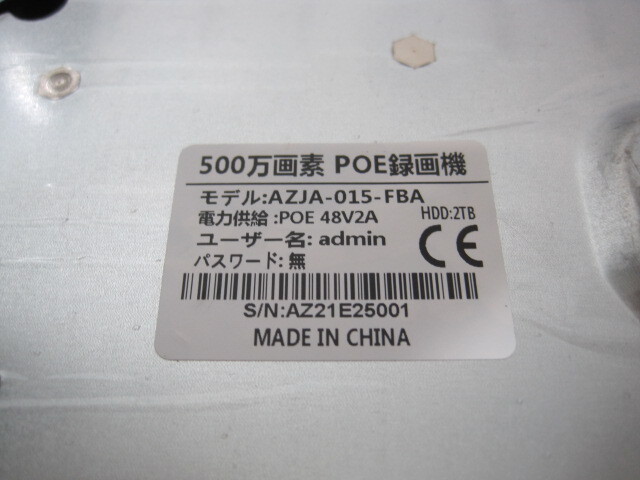 500万画素 POE録画機
モデル:AZJA-015-FBA
電力供給 :POE 48V2A HDD:2TB
ユーザー名: admin
パスワード: 無
CE
S/N:AZ21E25001
MADE IN CHINA